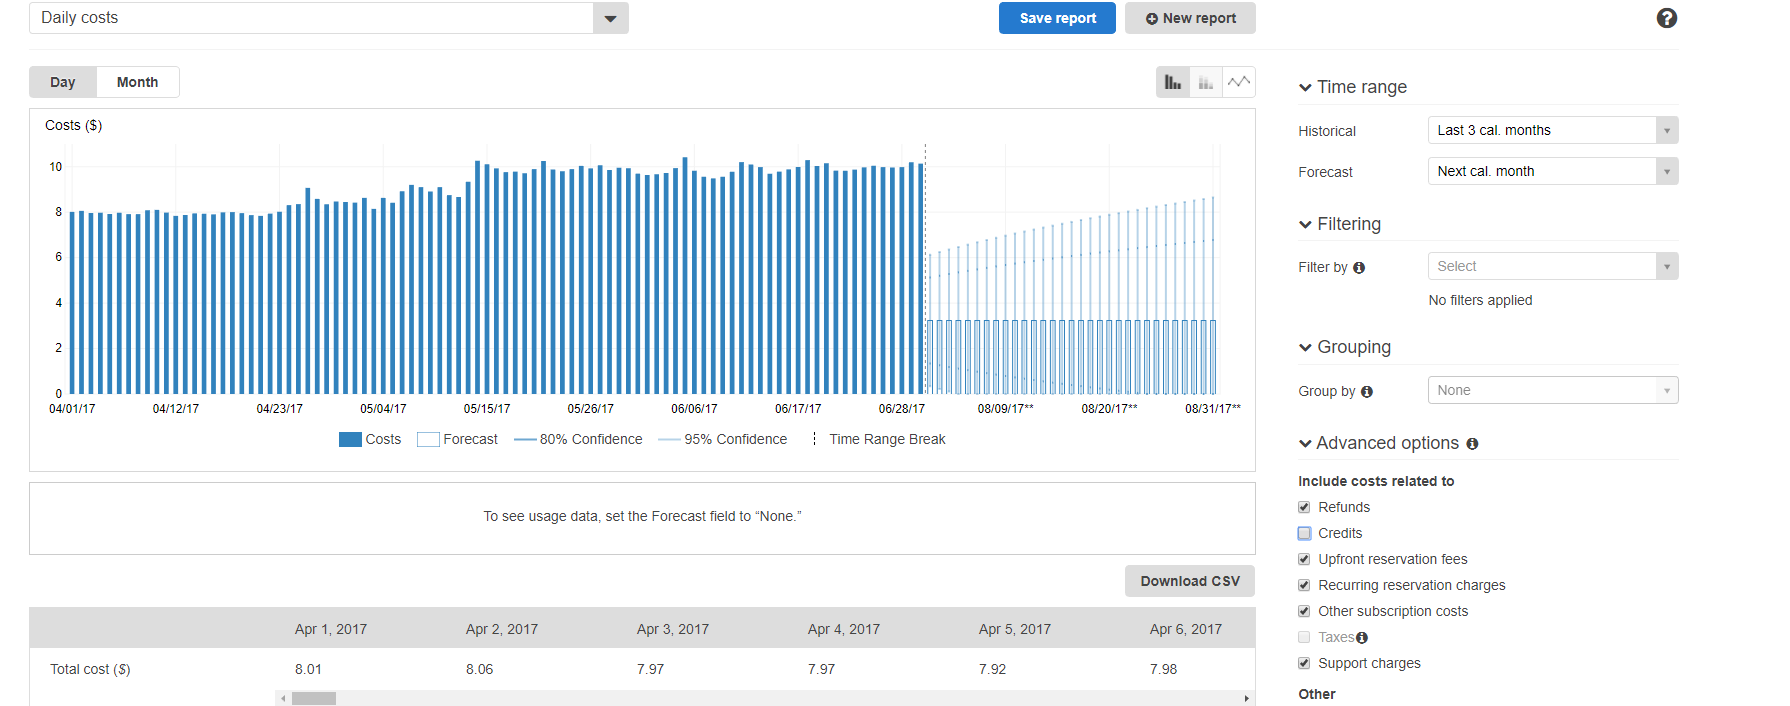 Daily costs
Save report
New report
Day
Month
Costs ($)
10
8
6
4
2
0
04/01/17 04/12/17 04/23/17 05/04/17 05/15/17 05/26/17 06/06/17 06/17/17 06/28/17 08/09/17** 08/20/17** 08/31/17**
Costs Forecast 80% Confidence 95% Confidence Time Range Break
To see usage data, set the Forecast field to “None.”
Download CSV
Apr 1, 2017 Apr 2, 2017 Apr 3, 2017 Apr 4, 2017 Apr 5, 2017 Apr 6, 2017
Total cost ($) 8.01 8.06 7.97 7.97 7.92 7.98
Time range
Historical Last 3 cal. months
Forecast Next cal. month
Filtering
Filter by Select
No filters applied
Grouping
Group by None
Advanced options
Include costs related to
Refunds
Credits
Upfront reservation fees
Recurring reservation charges
Other subscription costs
Taxes
Support charges
Other